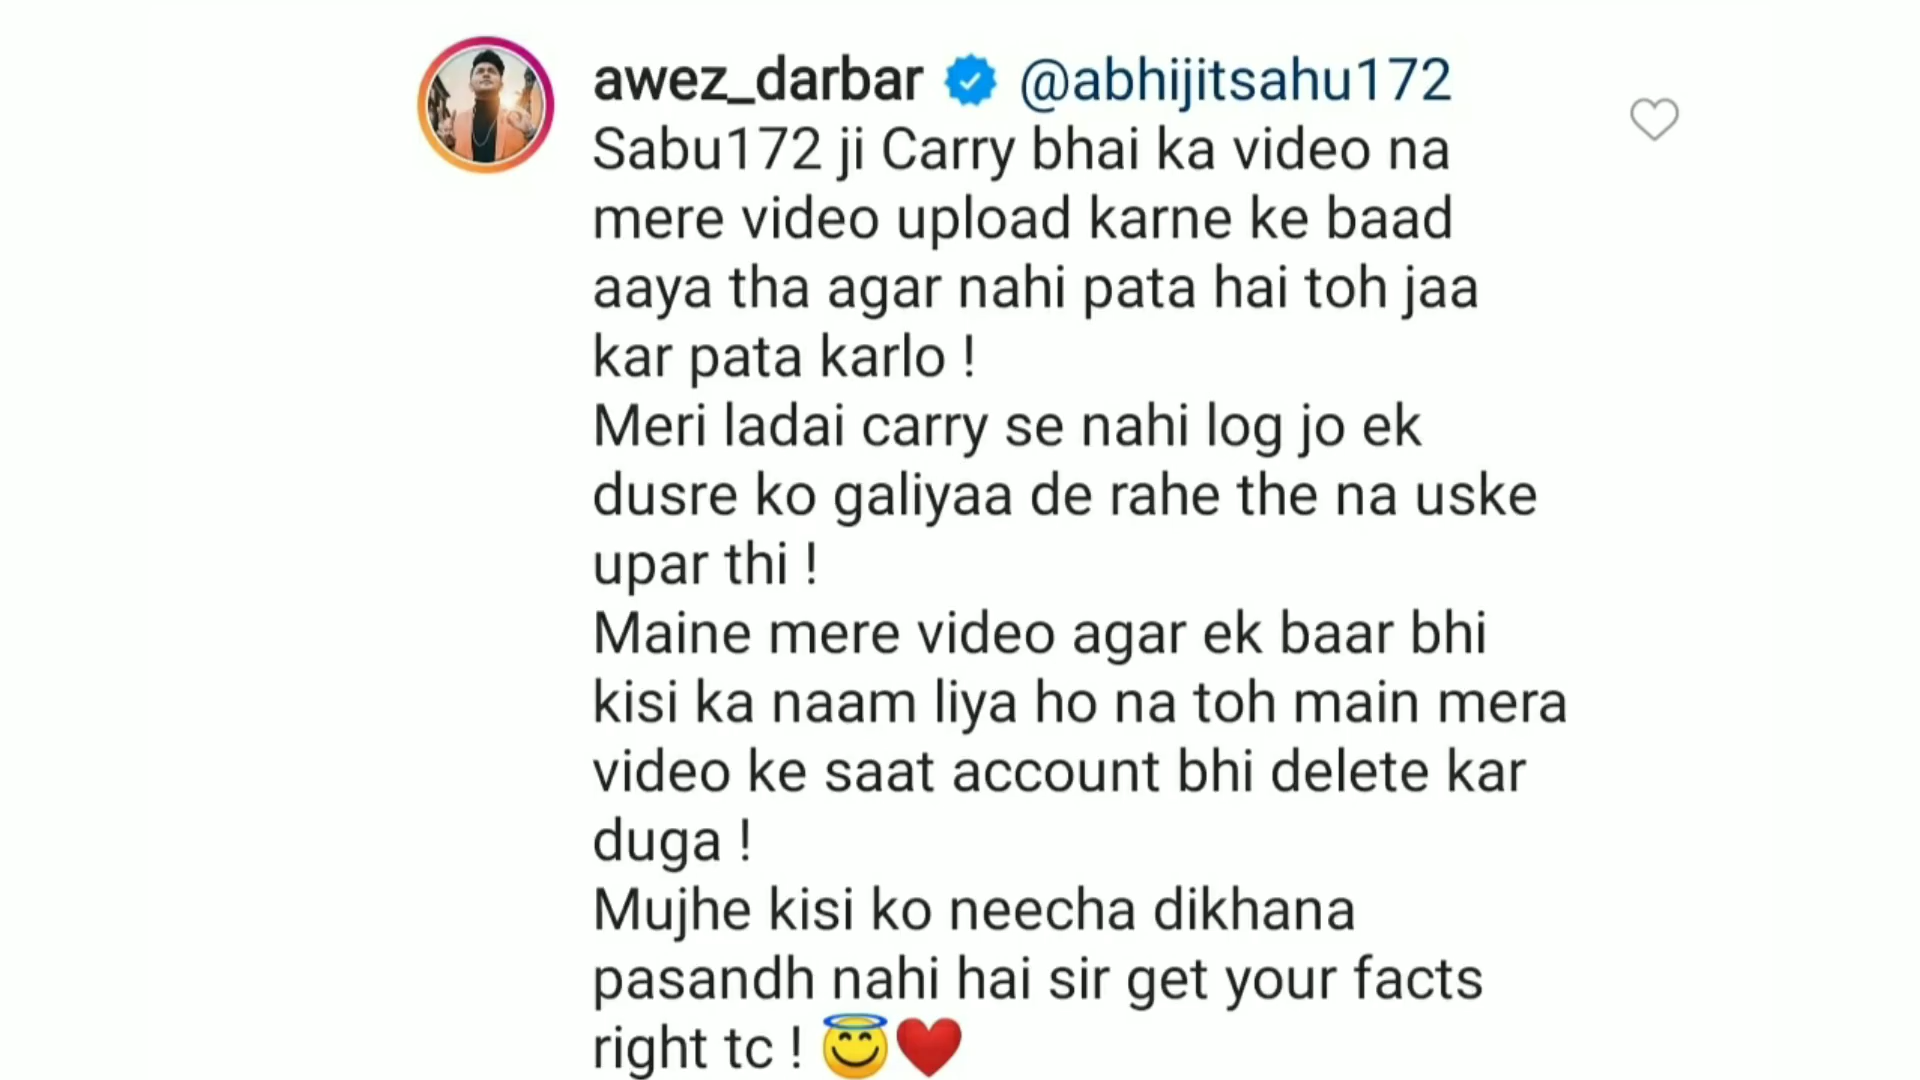 awez_darbar @abhijitsahu172
Sabu172 ji Carry bhai ka video na
mere video upload karne ke baad
aaya tha agar nahi pata hai toh jaa
kar pata karlo !
Meri ladai carry se nahi log jo ek
dusre ko galiyaa de rahe the na uske
upar thi !
Maine mere video agar ek baar bhi
kisi ka naam liya ho na toh main mera
video ke saat account bhi delete kar
duga !
Mujhe kisi ko neecha dikhana
pasandh nahi hai sir get your facts
right tc ! 😇❤️